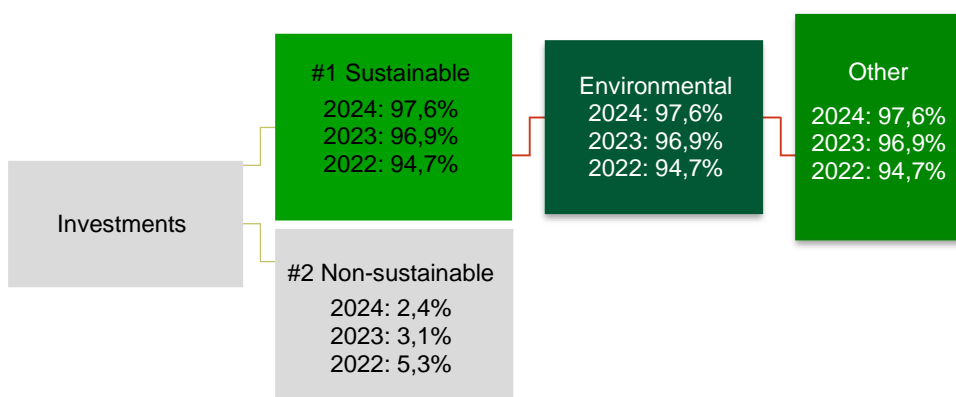 Investments
#1 Sustainable
2024: 97,6%
2023: 96,9%
2022: 94,7%
#2 Non-sustainable
2024: 2,4%
2023: 3,1%
2022: 5,3%
Environmental
2024: 97,6%
2023: 96,9%
2022: 94,7%
Other
2024: 97,6%
2023: 96,9%
2022: 94,7%